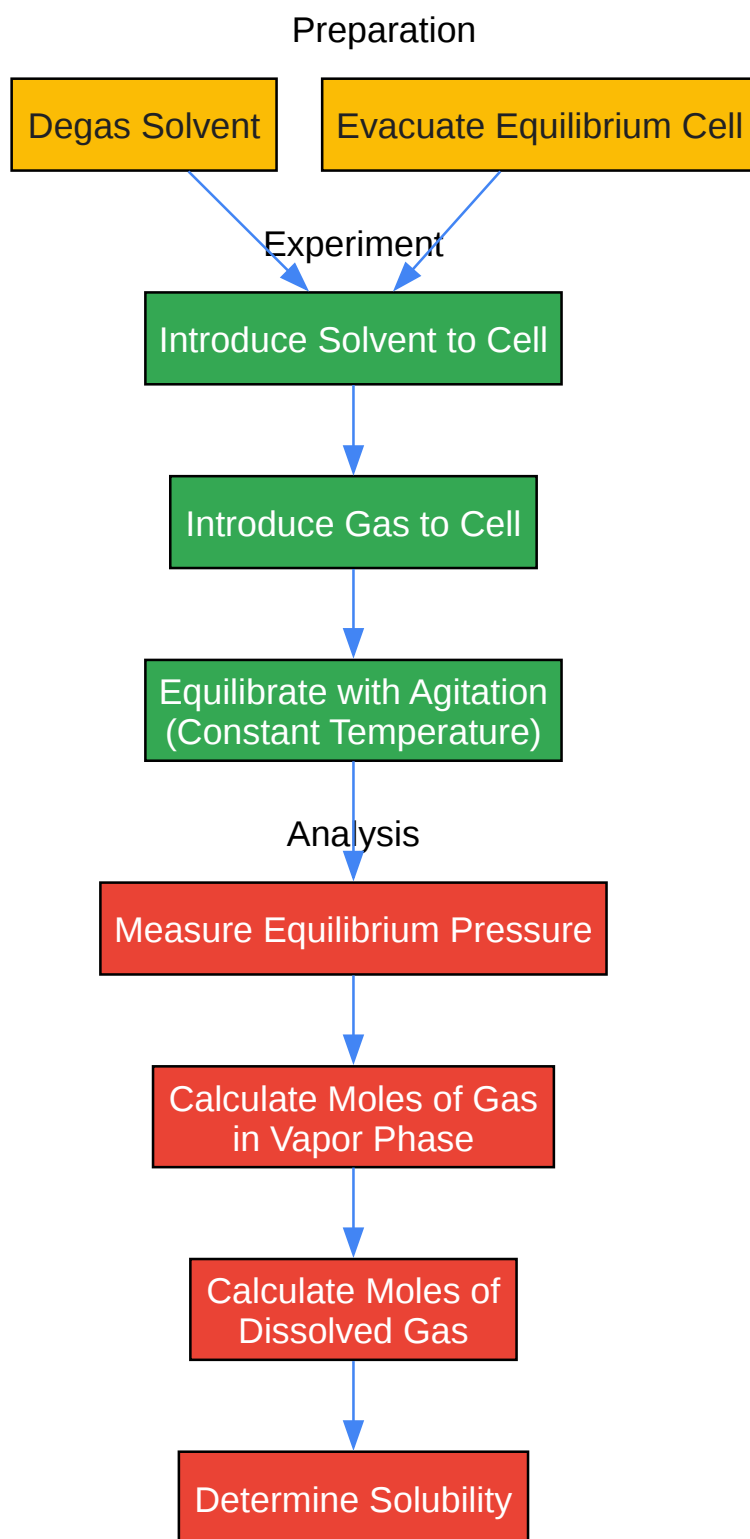 Preparation
Degas Solvent
Evacuate Equilibrium Cell
Experiment
Introduce Solvent to Cell
Introduce Gas to Cell
Equilibrate with Agitation
(Constant Temperature)
Analysis
Measure Equilibrium Pressure
Calculate Moles of Gas
in Vapor Phase
Calculate Moles of
Dissolved Gas
Determine Solubility